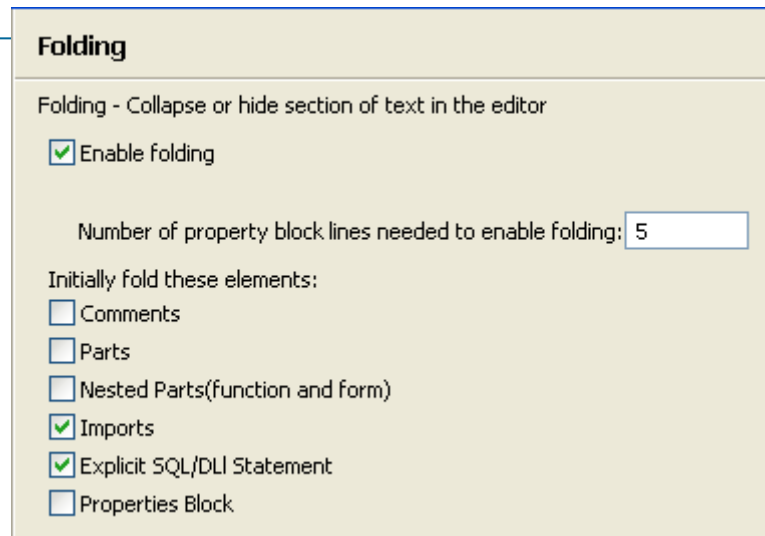 Folding
Folding - Collapse or hide section of text in the editor
Enable folding
Number of property block lines needed to enable folding: 5
Initially fold these elements:
Comments
Parts
Nested Parts(function and form)
Imports
Explicit SQL/DLI Statement
Properties Block